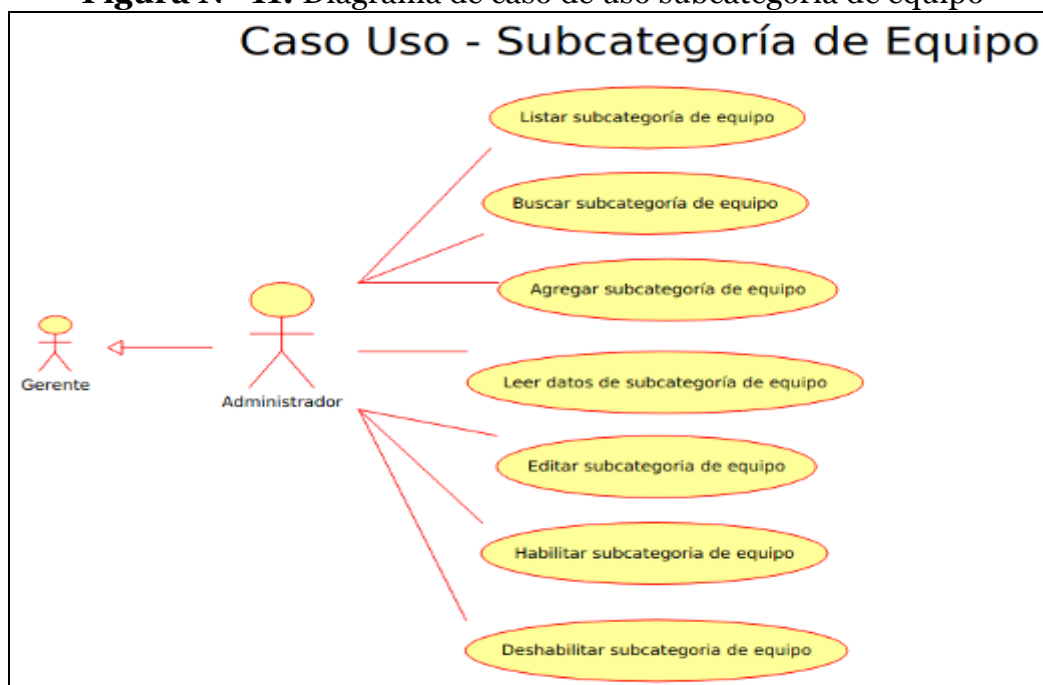 Figura N° 11. Diagrama de caso de uso subcategoría de equipo
Caso Uso - Subcategoría de Equipo
Listar subcategoría de equipo
Buscar subcategoría de equipo
Agregar subcategoría de equipo
Gerente
Administrador
Leer datos de subcategoría de equipo
Editar subcategoria de equipo
Habilitar subcategoria de equipo
Deshabilitar subcategoria de equipo